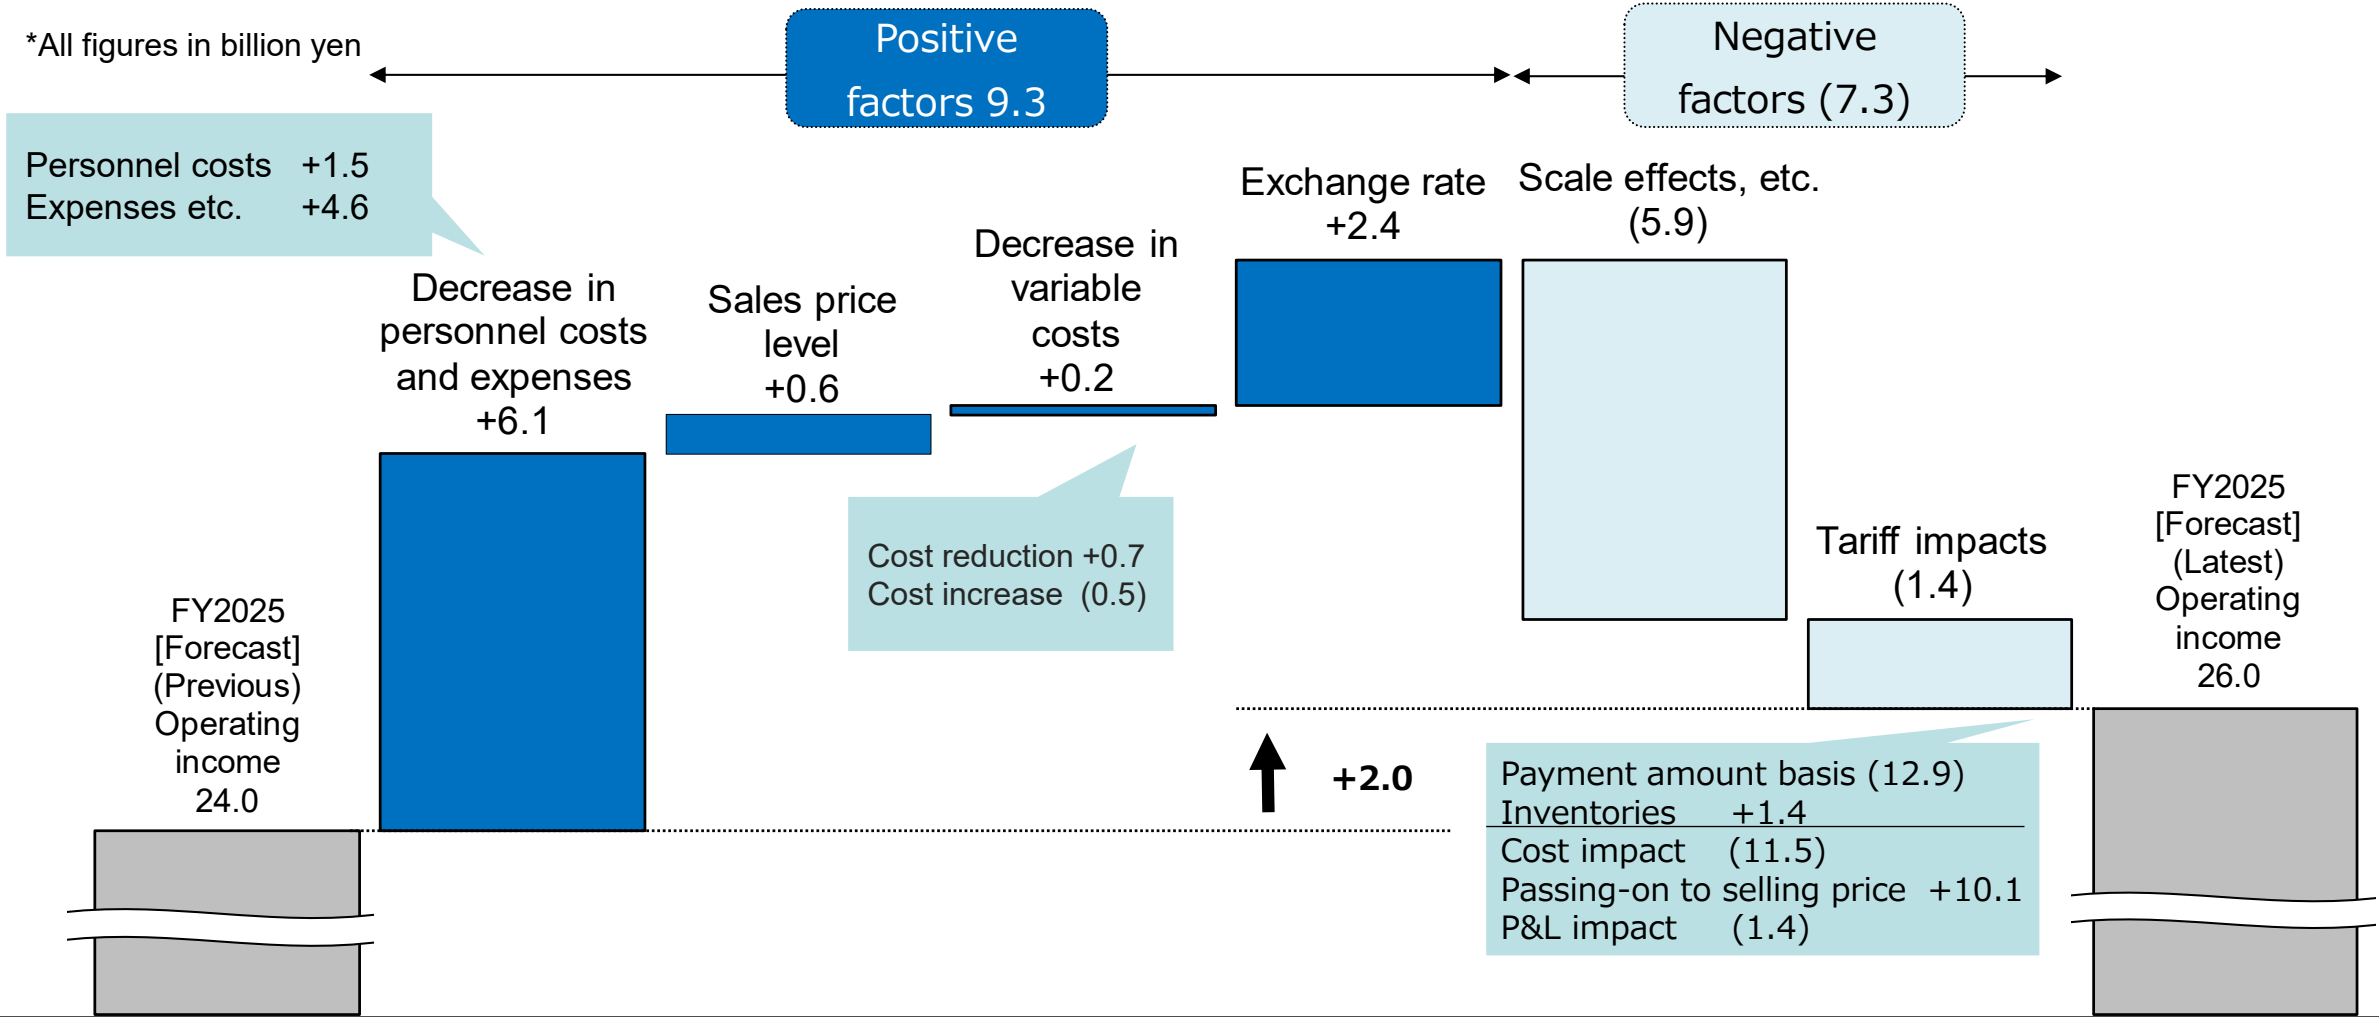 *All figures in billion yen
Positive
factors 9.3
Negative
factors (7.3)
Personnel costs +1.5
Expenses etc. +4.6
Decrease in
personnel costs
and expenses
+6.1
Sales price
level
+0.6
Decrease in
variable
costs
+0.2
Exchange rate
+2.4
Scale effects, etc.
(5.9)
Cost reduction +0.7
Cost increase (0.5)
Tariff impacts
(1.4)
FY2025
[Forecast]
(Previous)
Operating
income
24.0
FY2025
[Forecast]
(Latest)
Operating
income
26.0
+2.0
Payment amount basis (12.9)
Inventories +1.4
Cost impact (11.5)
Passing-on to selling price +10.1
P&L impact (1.4)